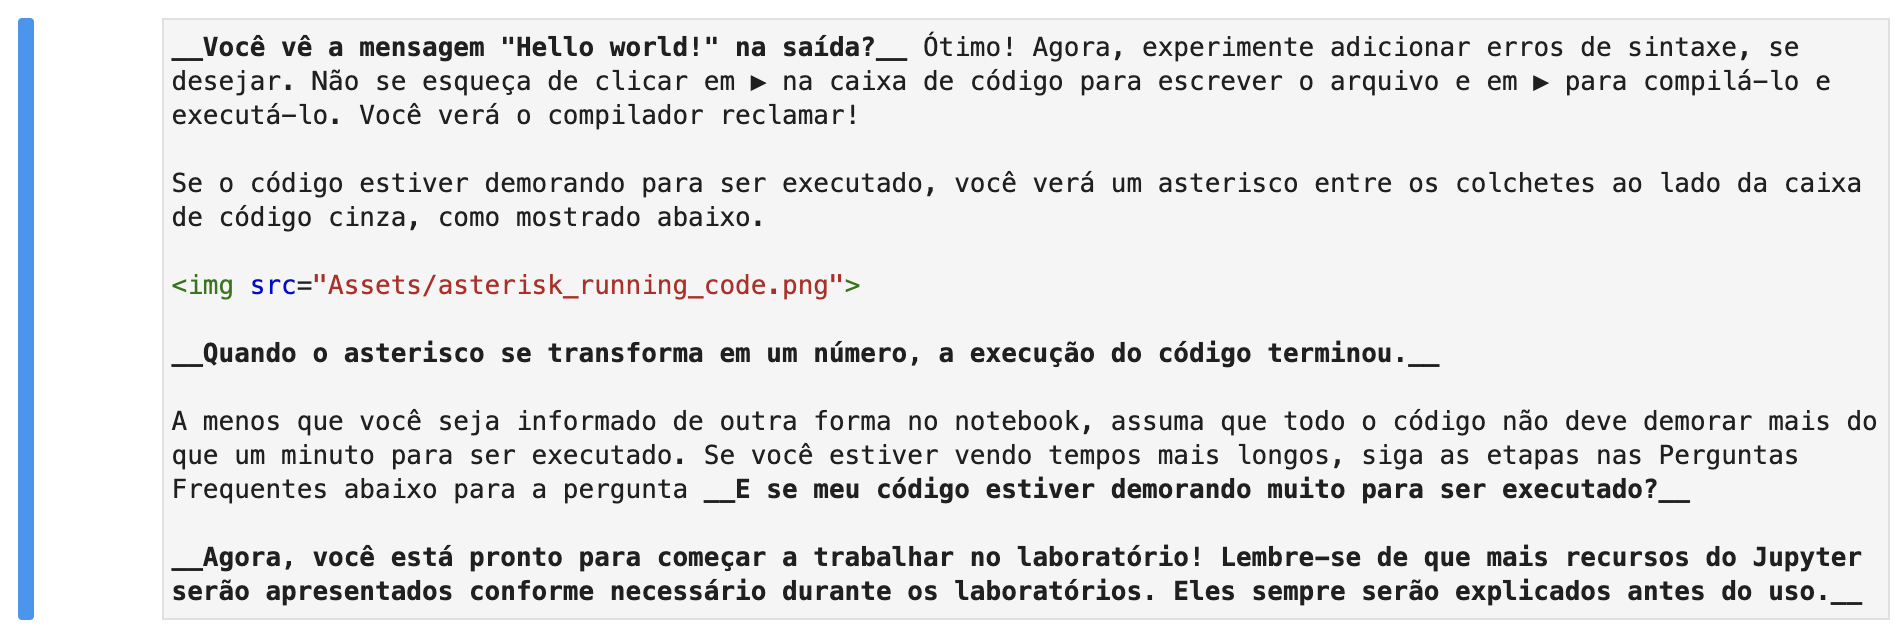 __Você vê a mensagem "Hello world!" na saída?__ Ótimo! Agora, experimente adicionar erros de sintaxe, se
desejar. Não se esqueça de clicar em ▶ na caixa de código para escrever o arquivo e em ▶ para compilá-lo e
executá-lo. Você verá o compilador reclamar!
Se o código estiver demorando para ser executado, você verá um asterisco entre os colchetes ao lado da caixa
de código cinza, como mostrado abaixo.
<img src="Assets/asterisk_running_code.png">
__Quando o asterisco se transforma em um número, a execução do código terminou.__
A menos que você seja informado de outra forma no notebook, assuma que todo o código não deve demorar mais do
que um minuto para ser executado. Se você estiver vendo tempos mais longos, siga as etapas nas Perguntas
Frequentes abaixo para a pergunta __E se meu código estiver demorando muito para ser executado?__
__Agora, você está pronto para começar a trabalhar no laboratório! Lembre-se de que mais recursos do Jupyter
serão apresentados conforme necessário durante os laboratórios. Eles sempre serão explicados antes do uso.__